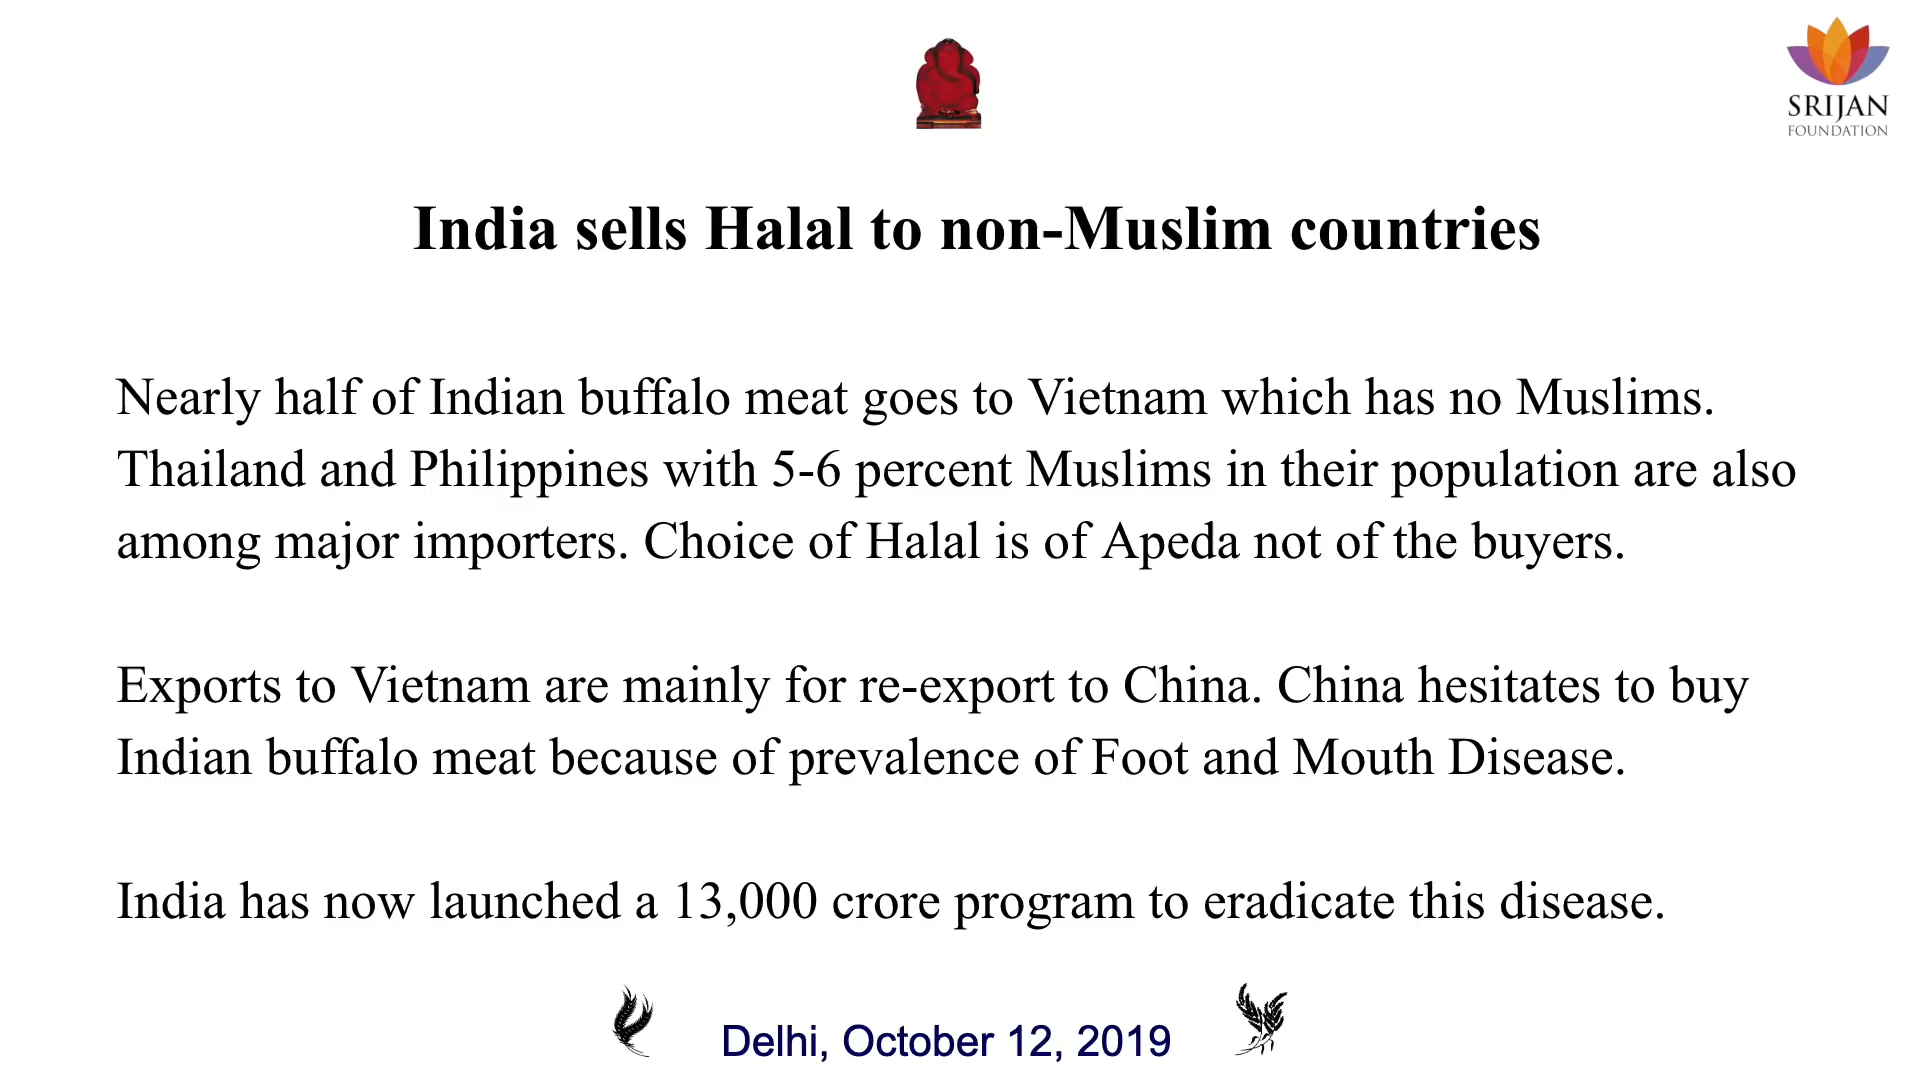 SRIJAN
FOUNDATION
India sells Halal to non-Muslim countries
Nearly half of Indian buffalo meat goes to Vietnam which has no Muslims.
Thailand and Philippines with 5-6 percent Muslims in their population are also
among major importers. Choice of Halal is of Apeda not of the buyers.
Exports to Vietnam are mainly for re-export to China. China hesitates to buy
Indian buffalo meat because of prevalence of Foot and Mouth Disease.
India has now launched a 13,000 crore program to eradicate this disease.
Delhi, October 12, 2019